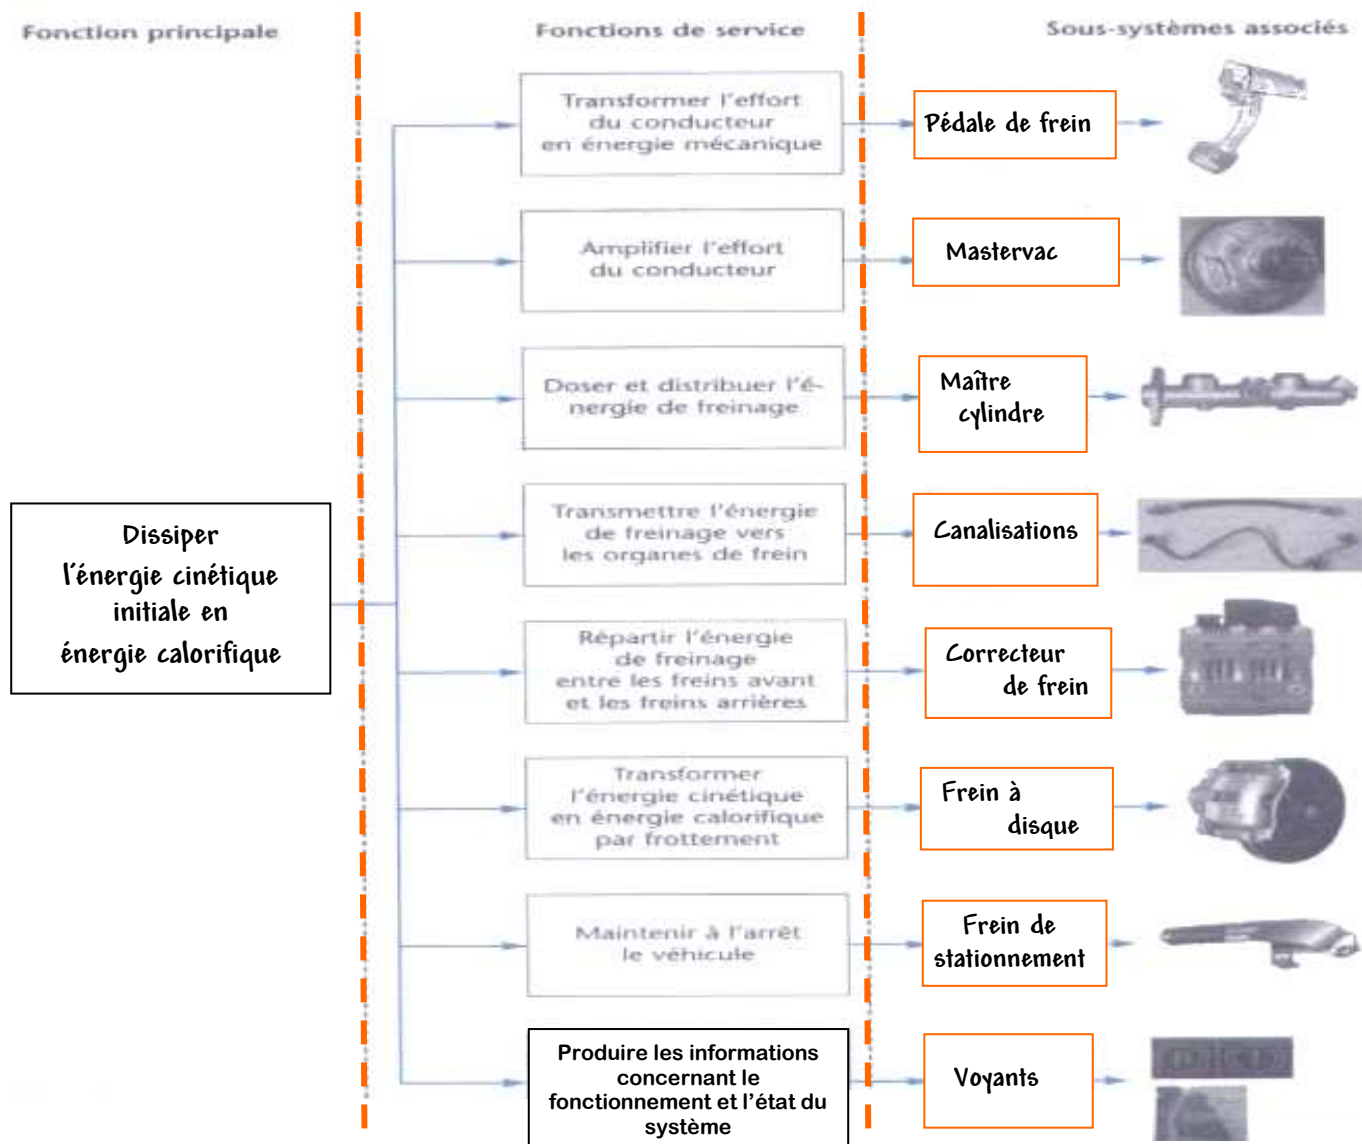 Fonction principale
Fonctions de service
Sous-systèmes associés
Transformer l'effort
du conducteur
en énergie mécanique
Pédale de frein
Amplifier l'effort
du conducteur
Mastervac
Doser et distribuer l'é-
nergie de freinage
Maître
cylindre
Transmettre l'énergie
de freinage vers
les organes de frein
Canalisations
Dissiper
l'énergie cinétique
initiale en
énergie calorifique
Répartir l'énergie
de freinage
entre les freins avant
et les freins arrières
Correcteur
de frein
Transformer
l'énergie cinétique
en énergie calorifique
par frottement
Frein à
disque
Maintenir à l'arrêt
le véhicule
Frein de
stationnement
Produire les informations
concernant le
fonctionnement et l'état du
système
Voyants